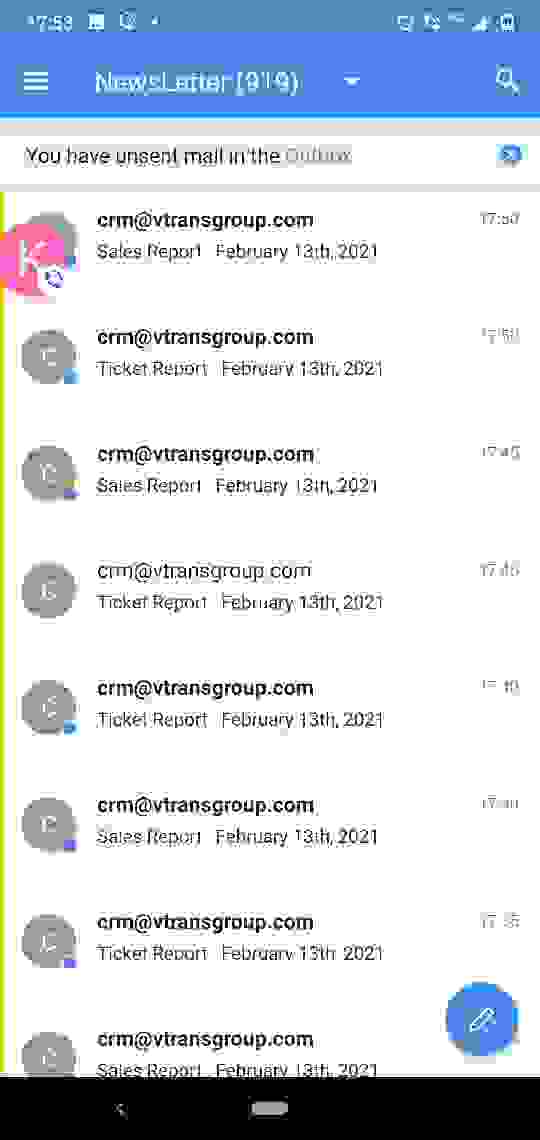 17:53
NewsLetter (919)
You have unsent mail in the Outbox
crm@vtransgroup.com 17:50
K
Sales Report February 13th, 2021
crm@vtransgroup.com 17:50
C
Ticket Report February 13th, 2021
crm@vtransgroup.com 17:45
C
Sales Report February 13th, 2021
crm@vtransgroup.com 17:45
C
Ticket Report February 13th, 2021
crm@vtransgroup.com 17:40
C
Ticket Report February 13th, 2021
crm@vtransgroup.com 17:40
C
Sales Report February 13th, 2021
crm@vtransgroup.com 17:35
C
Ticket Report February 13th, 2021
crm@vtransgroup.com
C
Sales Report February 13th, 2021